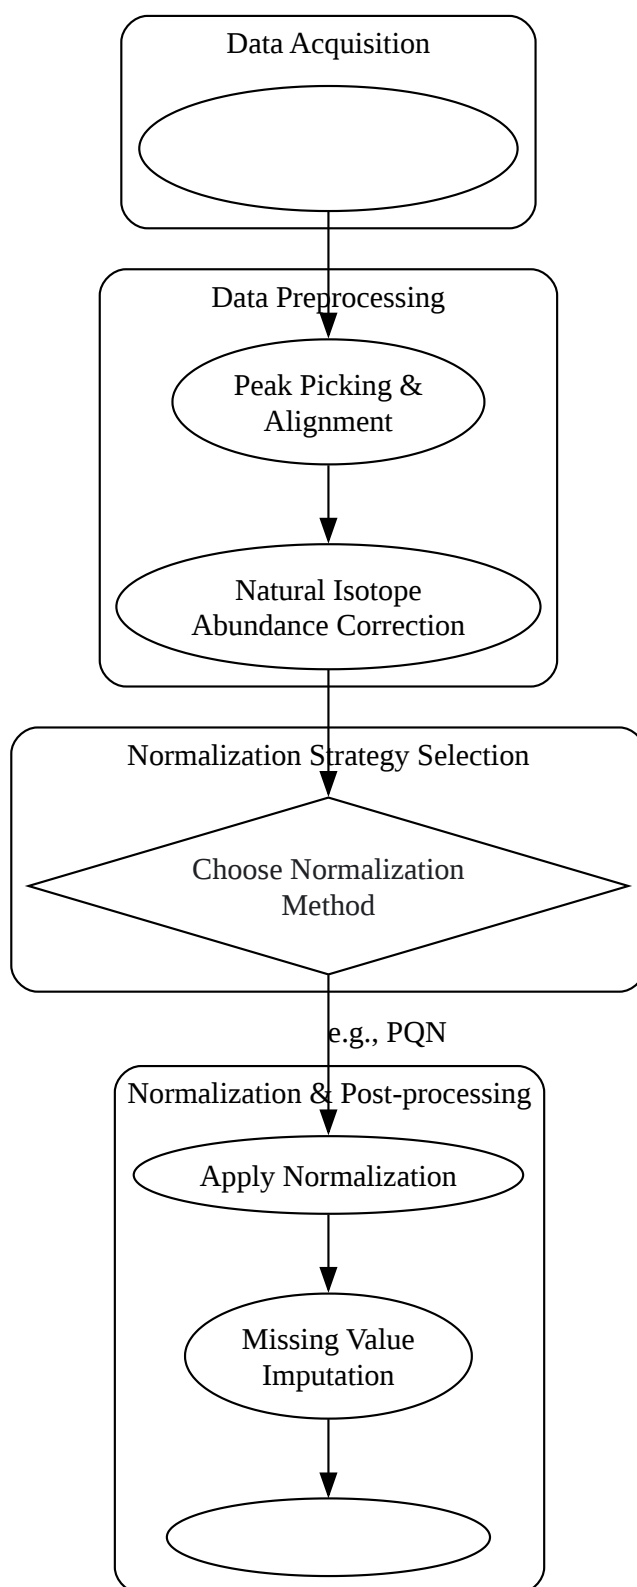 Data Acquisition
Data Preprocessing
Peak Picking &
Alignment
Natural Isotope
Abundance Correction
Normalization Strategy Selection
Choose Normalization
Method
e.g., PQN
Normalization & Post-processing
Apply Normalization
Missing Value
Imputation